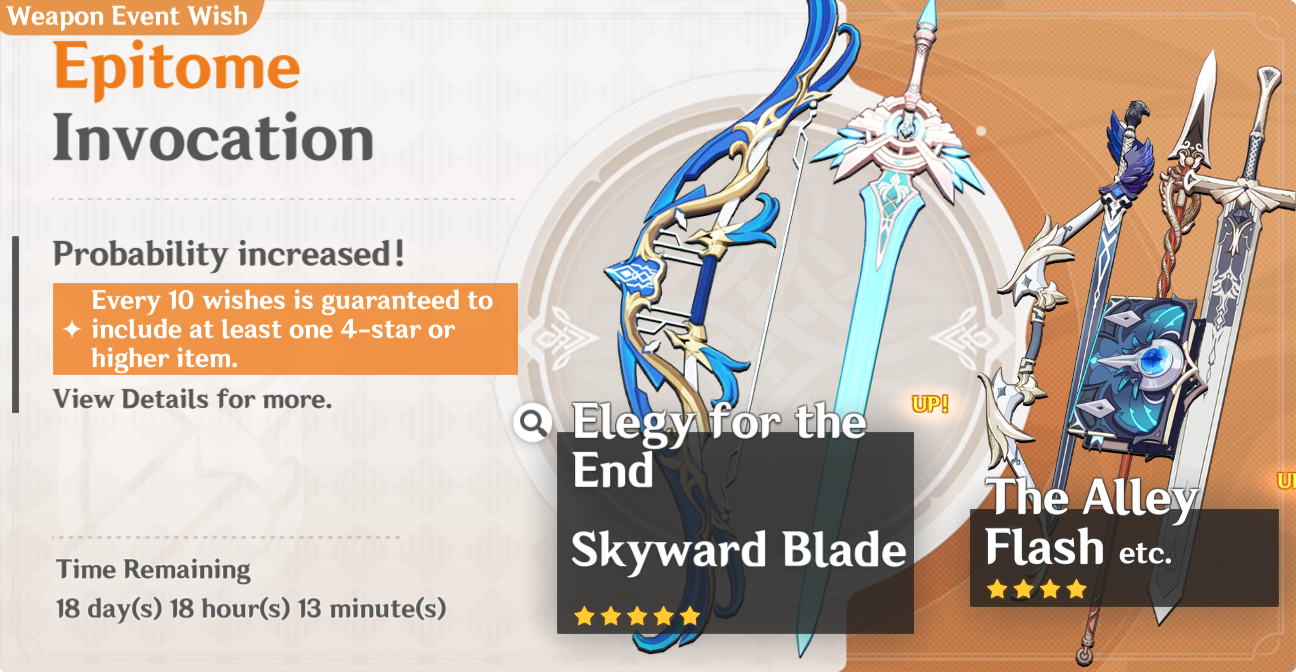 Weapon Event Wish
Epitome
Invocation
Probability increased!
Every 10 wishes is guaranteed to
include at least one 4-star or
higher item.
View Details for more.
Time Remaining
18 day(s) 18 hour(s) 13 minute(s)
UP!
Elegy for the
End
Skyward Blade
The Alley
Flash etc.